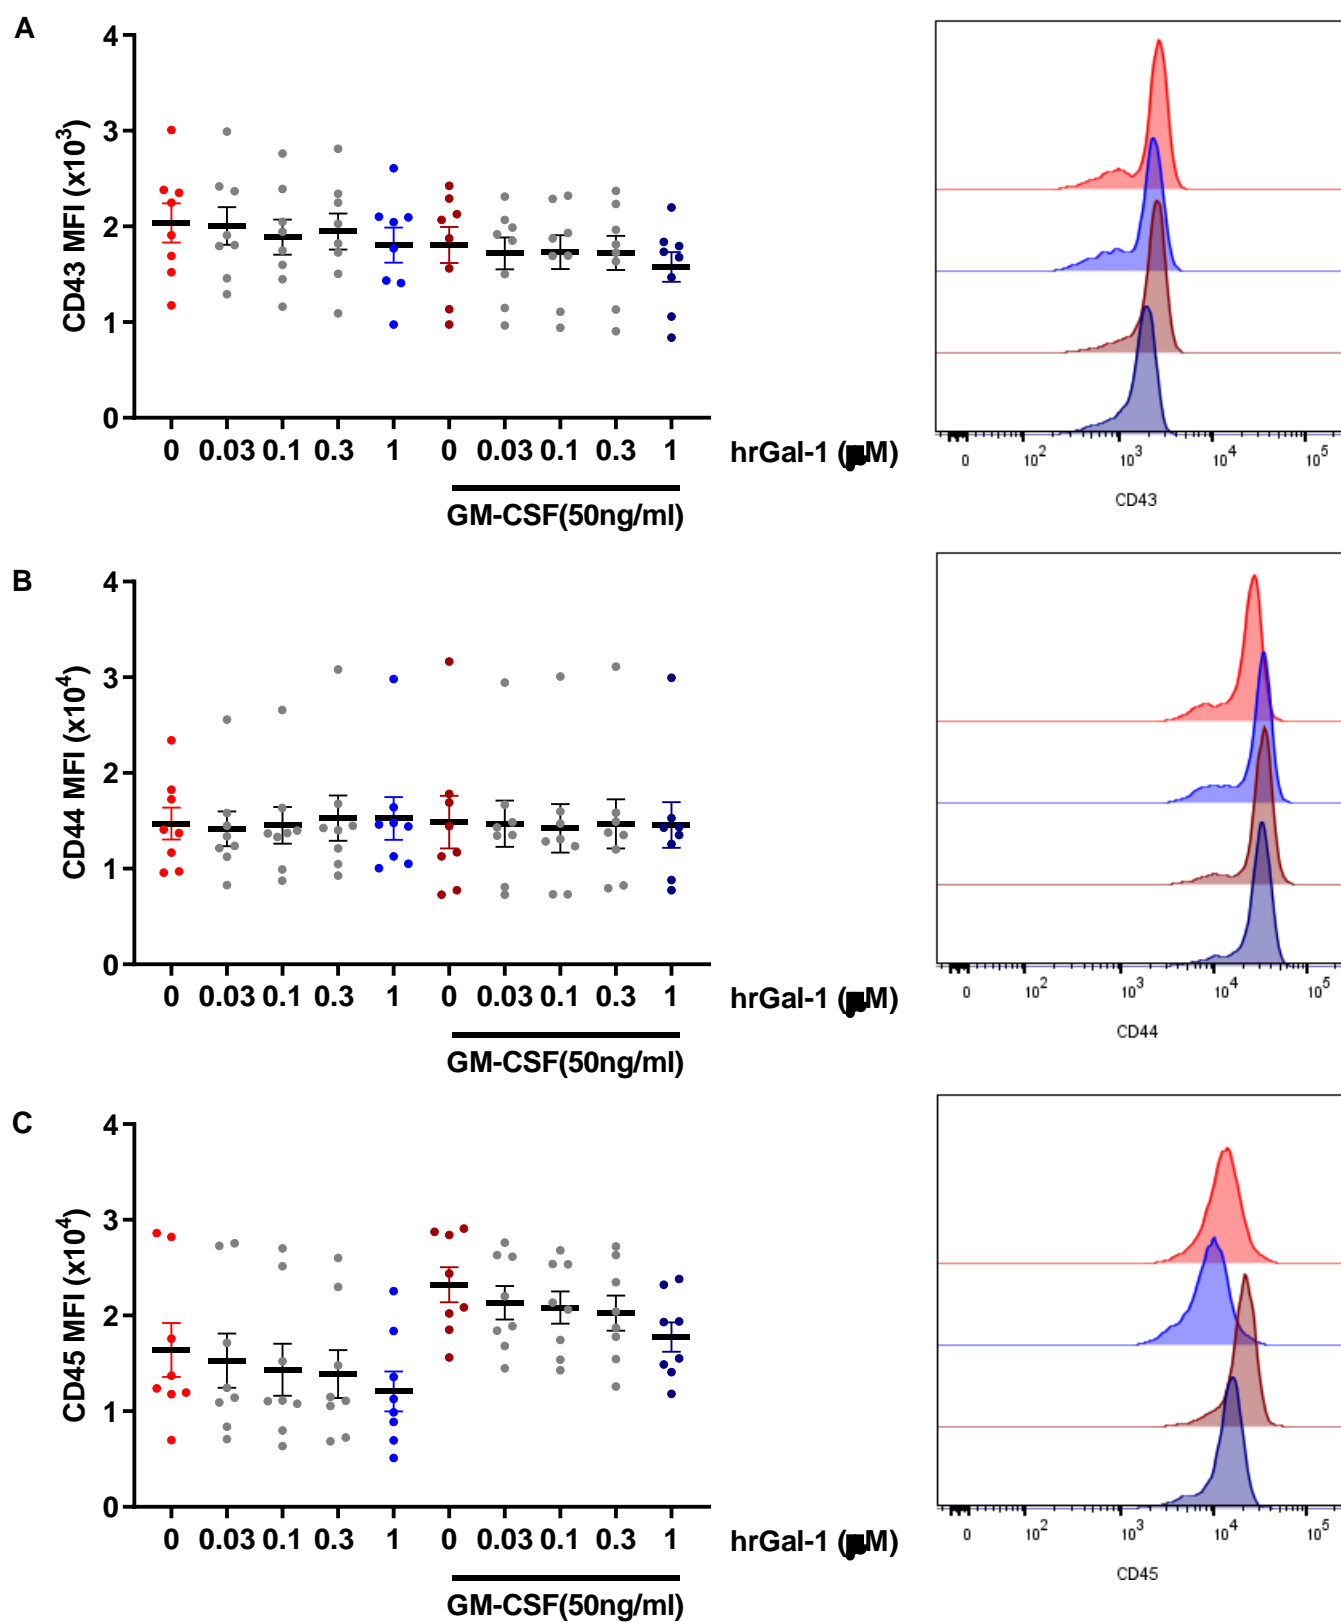 A
CD43 MFI (x10³)
4
3
2
1
0
0 0.03 0.1 0.3 1 0 0.03 0.1 0.3 1 hrGal-1 (µM)
GM-CSF(50ng/ml)
0 10² 10³ 10⁴ 10⁵
CD43
B
CD44 MFI (x10⁴)
4
3
2
1
0
0 0.03 0.1 0.3 1 0 0.03 0.1 0.3 1 hrGal-1 (µM)
GM-CSF(50ng/ml)
0 10² 10³ 10⁴ 10⁵
CD44
C
CD45 MFI (x10⁴)
4
3
2
1
0
0 0.03 0.1 0.3 1 0 0.03 0.1 0.3 1 hrGal-1 (µM)
GM-CSF(50ng/ml)
0 10² 10³ 10⁴ 10⁵
CD45